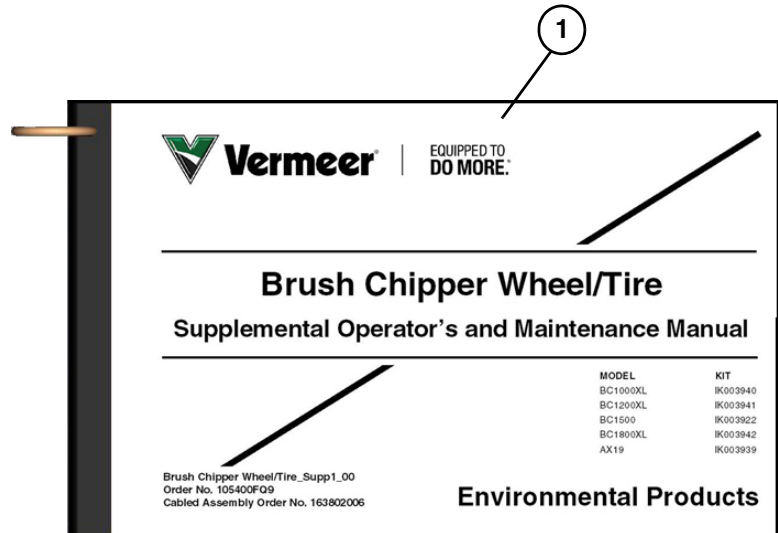 1
Vermeer® | EQUIPPED TO
DO MORE.®
Brush Chipper Wheel/Tire
Supplemental Operator’s and Maintenance Manual
MODEL KIT
BC1000XL IK003940
BC1200XL IK003941
BC1500 IK003922
BC1800XL IK003942
AX19 IK003939
Brush Chipper Wheel/Tire_Supp1_00
Order No. 105400FQ9
Cabled Assembly Order No. 163802006
Environmental Products